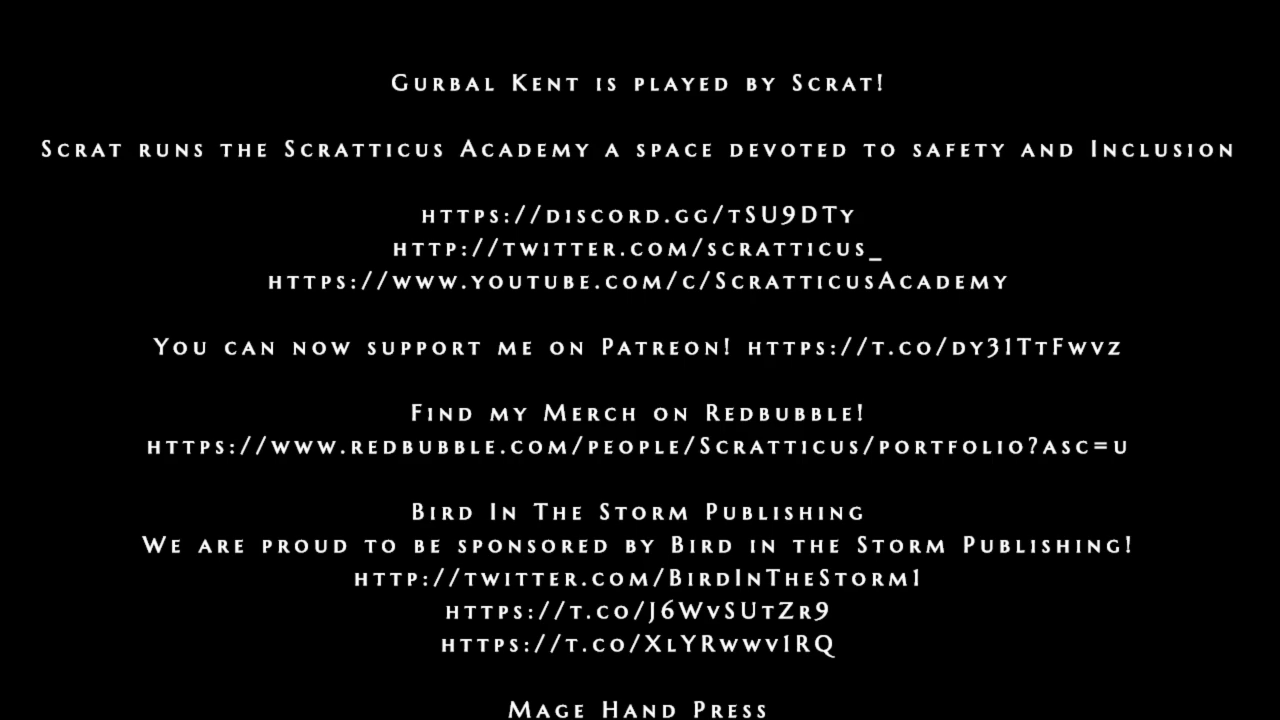 Gurbal Kent is played by Scrat!
Scrat runs the Scratticus Academy a space devoted to safety and Inclusion
https://discord.gg/tSU9DTy
http://twitter.com/scratticus_
https://www.youtube.com/c/ScratticusAcademy
You can now support me on Patreon! https://t.co/dy31TtFwvz
Find my Merch on Redbubble!
https://www.redbubble.com/people/Scratticus/portfolio?asc=u
Bird In The Storm Publishing
We are proud to be sponsored by Bird in the Storm Publishing!
http://twitter.com/BirdInTheStorm1
https://t.co/J6WvSUtZr9
https://t.co/XlYRwwv1RQ
Mage Hand Press